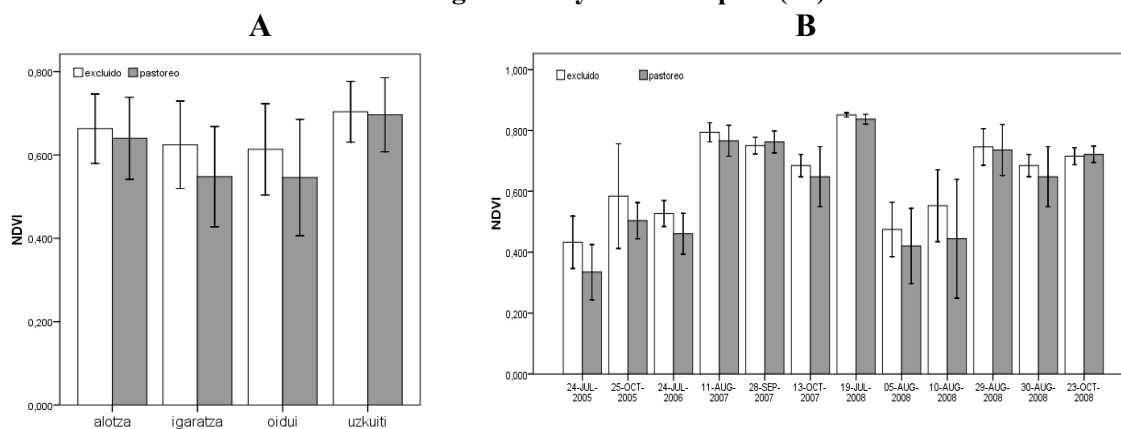 A
B
excluido pastoreo
0,800
0,600
0,400
0,200
0,000
NDVI
alotza igaratza oidui uzkuiti
excluido pastoreo
1,000
0,800
0,600
0,400
0,200
0,000
NDVI
24-JUL-2005 25-OCT-2005 24-JUL-2006 11-AUG-2007 28-SEP-2007 13-OCT-2007 19-JUL-2008 05-AUG-2008 10-AUG-2008 29-AUG-2008 30-AUG-2008 23-OCT-2008